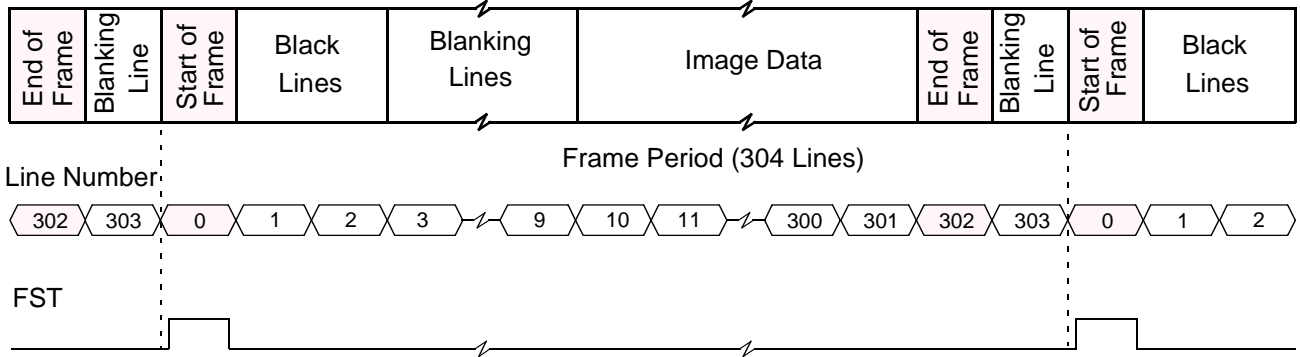 End of
Frame
Blanking
Line
Start of
Frame
Black
Lines
Blanking
Lines
Image Data
End of
Frame
Blanking
Line
Start of
Frame
Black
Lines
Frame Period (304 Lines)
Line Number
302 303 0 1 2 3 9 10 11 300 301 302 303 0 1 2
FST